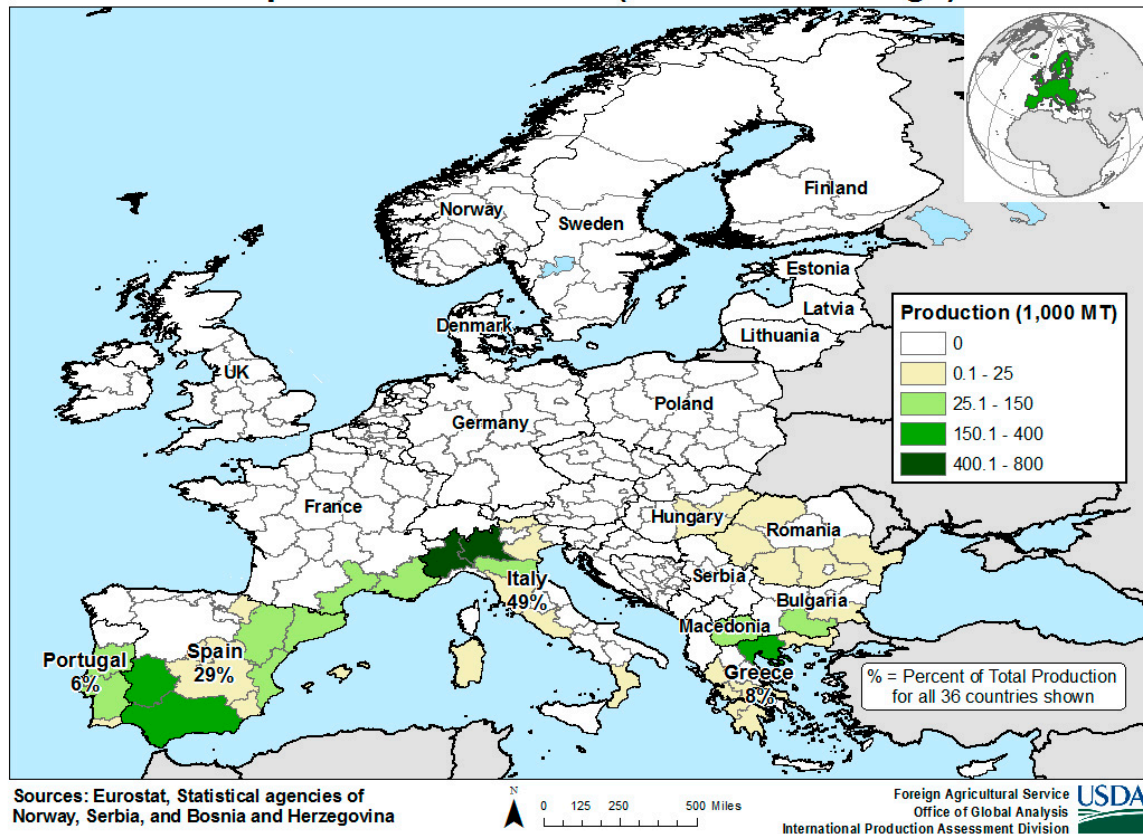 Norway
Sweden
Finland
Estonia
Latvia
Lithuania
Denmark
UK
Germany
Poland
France
Hungary
Romania
Serbia
Bulgaria
Macedonia
Italy
49%
Portugal
6%
Spain
29%
Greece
8%
Production (1,000 MT)
0
0.1 - 25
25.1 - 150
150.1 - 400
400.1 - 800
% = Percent of Total Production
for all 36 countries shown
Sources: Eurostat, Statistical agencies of
Norway, Serbia, and Bosnia and Herzegovina
N
0 125 250 500 Miles
Foreign Agricultural Service
Office of Global Analysis
International Production Assessment Division
USDA